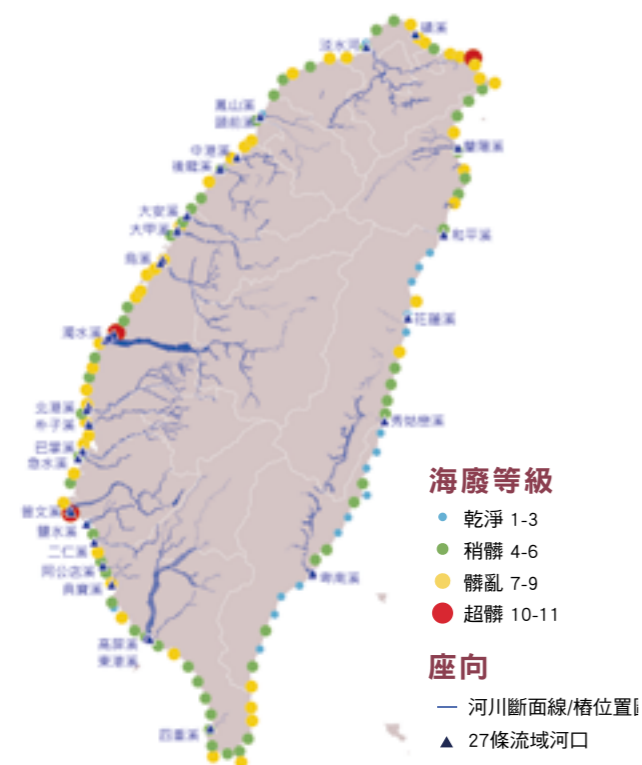 磺溪
淡水河
鳳山溪
頭前溪
中港溪
後龍溪
蘭陽溪
大安溪
大甲溪
和平溪
烏溪
花蓮溪
濁水溪
北港溪
朴子溪
秀姑巒溪
八掌溪
急水溪
海廢等級
乾淨 1-3
曾文溪
鹽水溪
稍髒 4-6
二仁溪
阿公店溪
典寶溪
卑南溪
髒亂 7-9
超髒 10-11
高屏溪
東港溪
座向
河川斷面線/樁位置
四重溪
27條流域河口